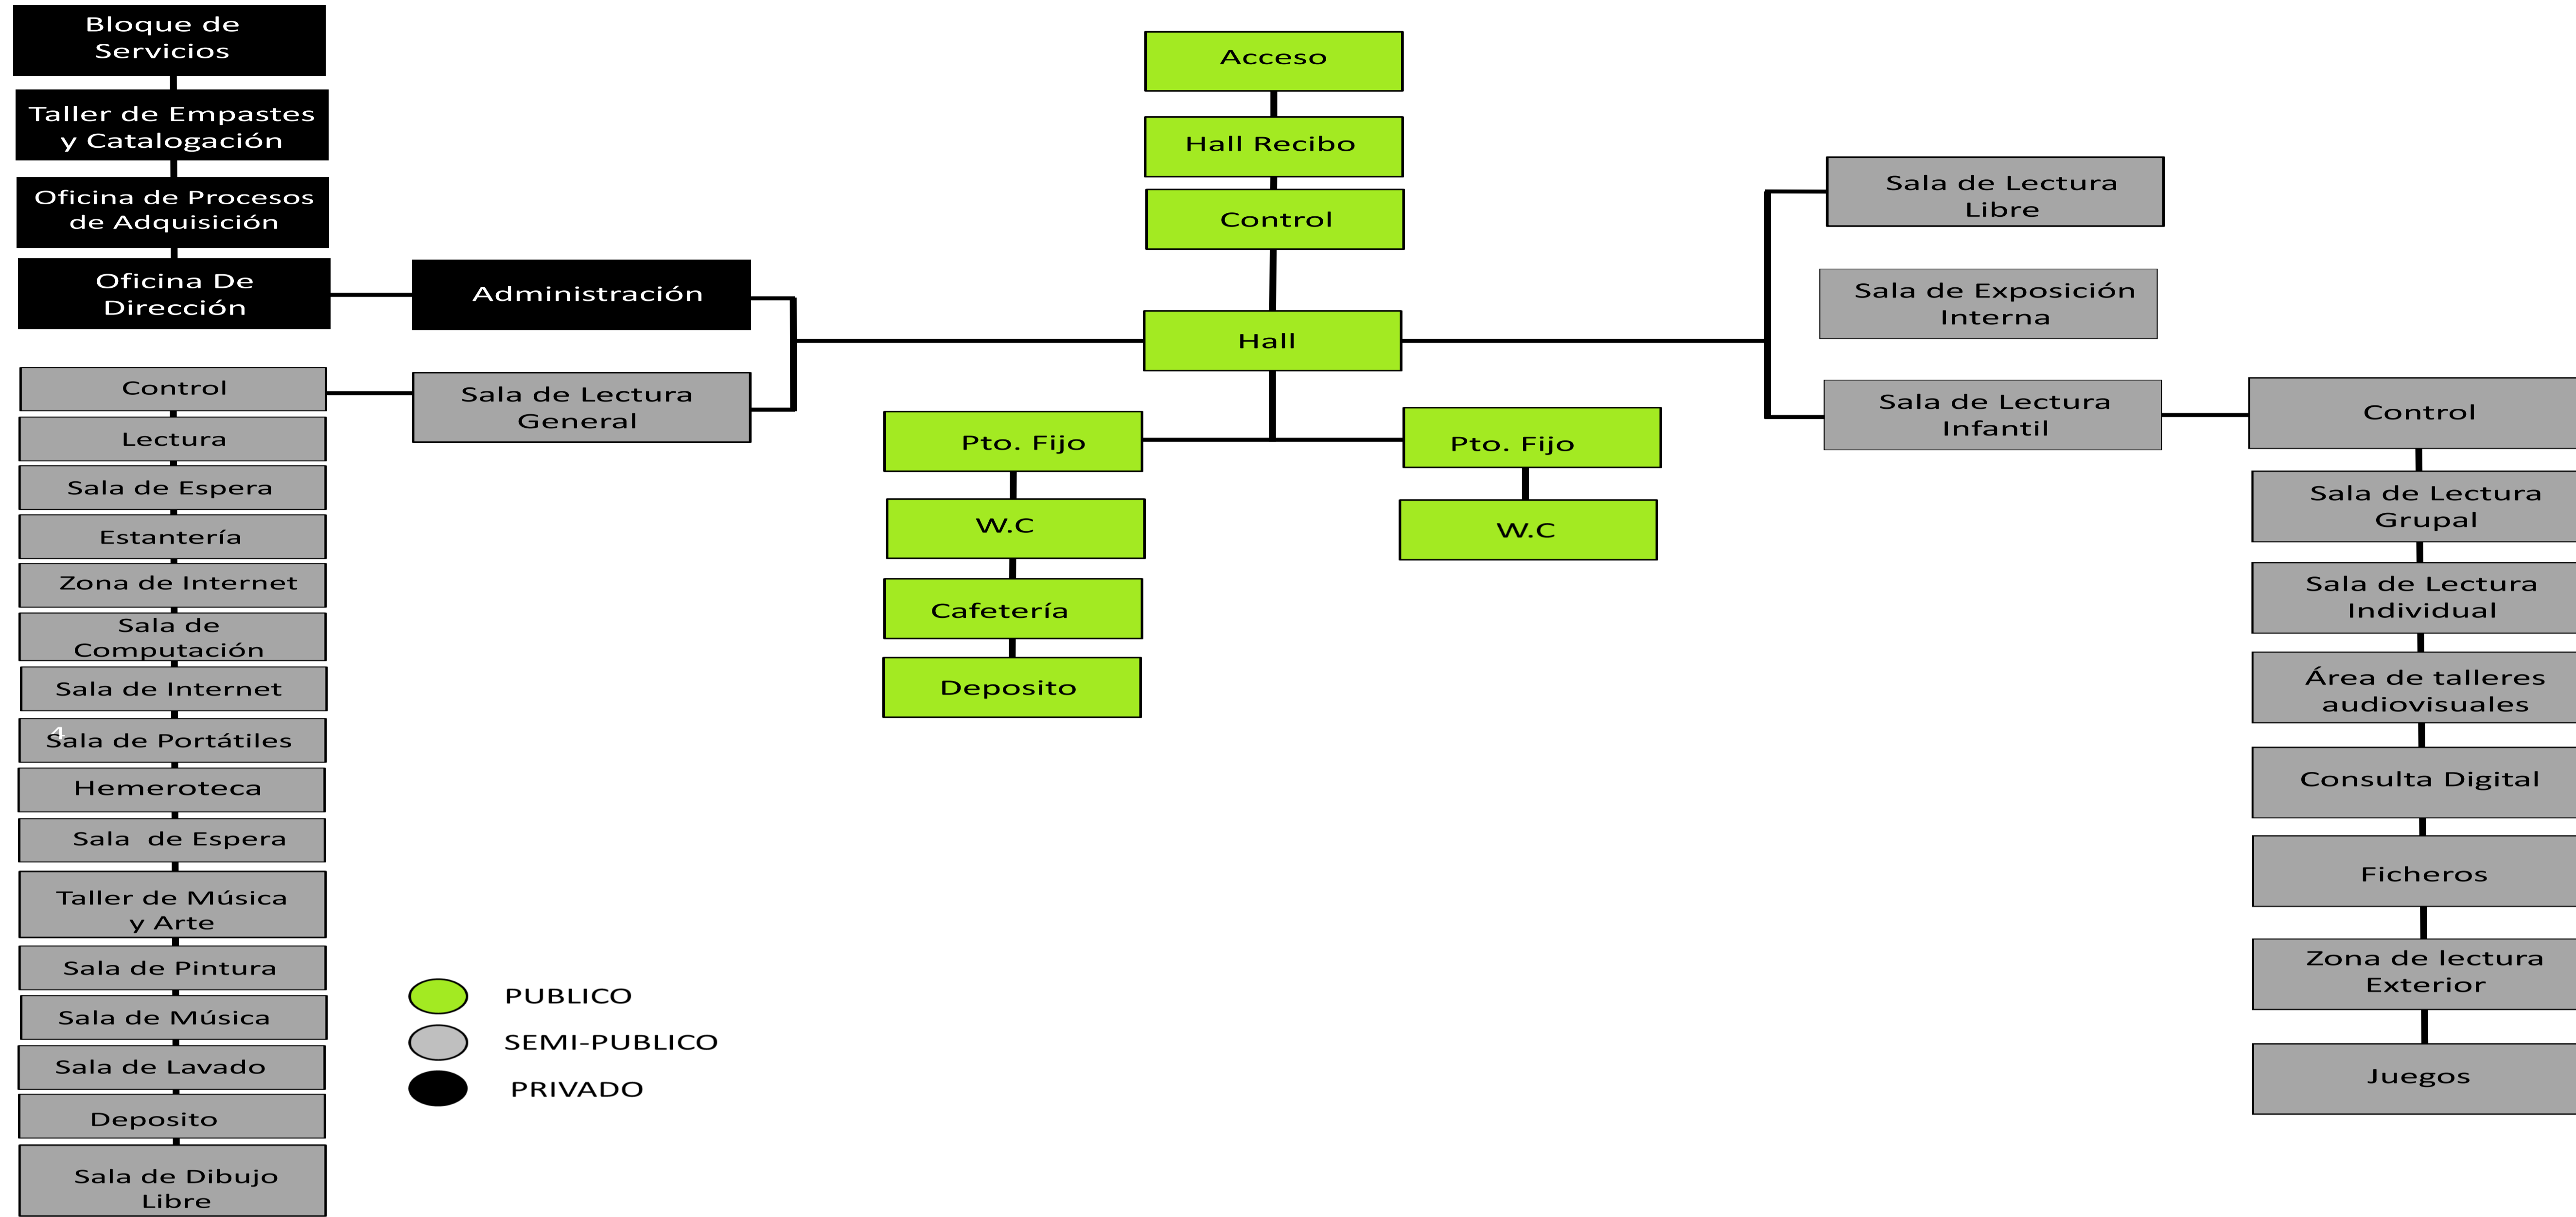 Bloque de
Servicios
Taller de Empastes
y Catalogación
Oficina de Procesos
de Adquisición
Oficina De
Dirección
Administración
Control
Lectura
Sala de Espera
Estantería
Zona de Internet
Sala de
Computación
Sala de Internet
4
Sala de Portátiles
Hemeroteca
Sala  de Espera
Taller de Música
y Arte
Sala de Pintura
Sala de Música
Sala de Lavado
Deposito
Sala de Dibujo
Libre
Sala de Lectura
General
Acceso
Hall Recibo
Control
Hall
Pto. Fijo
W.C
Cafetería
Deposito
Pto. Fijo
W.C
Sala de Lectura
Libre
Sala de Exposición
Interna
Sala de Lectura
Infantil
Control
Sala de Lectura
Grupal
Sala de Lectura
Individual
Área de talleres
audiovisuales
Consulta Digital
Ficheros
Zona de lectura
Exterior
Juegos
PUBLICO
SEMI-PUBLICO
PRIVADO